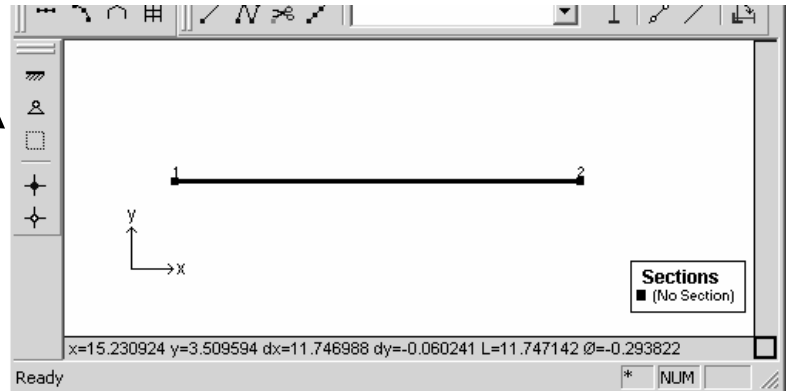 1 2
y
x
Sections
(No Section)
x=15.230924 y=3.509594 dx=11.746988 dy=-0.060241 L=11.747142 Ø=-0.293822
Ready * NUM